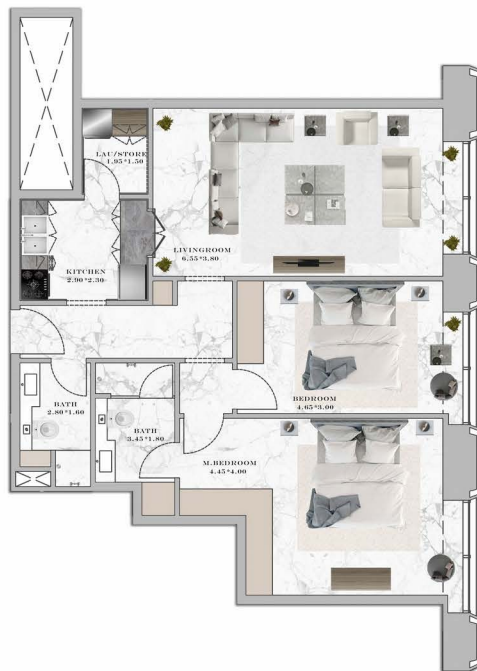 LAU/STORE
1.95*1.50
LIVINGROOM
6.55*3.80
KITCHEN
2.90*2.30
BATH
2.80*1.60
BATH
3.45*1.80
BEDROOM
4.65*3.00
M.BEDROOM
4.45*4.00